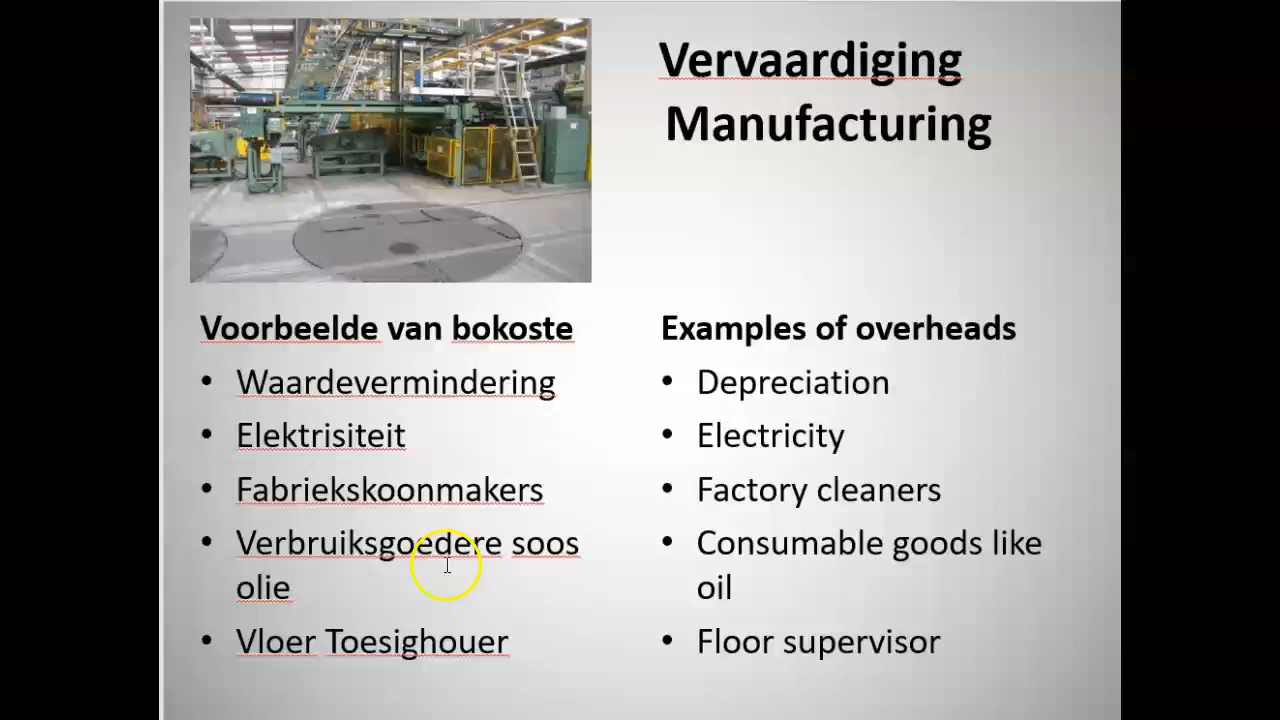 Vervaardiging
Manufacturing
Voorbeelde van bokoste
• Waardevermindering
• Elektrisiteit
• Fabriekskoonmakers
• Verbruiksgoedere soos
olie
• Vloer Toesighouer
Examples of overheads
• Depreciation
• Electricity
• Factory cleaners
• Consumable goods like
oil
• Floor supervisor